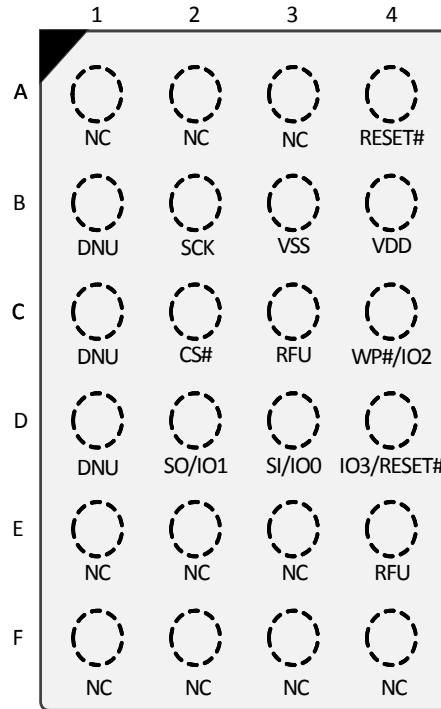 1 2 3 4
A
NC NC NC RESET#
B
DNU SCK VSS VDD
C
DNU CS# RFU WP#/IO2
D
DNU SO/IO1 SI/IO0 IO3/RESET#
E
NC NC NC RFU
F
NC NC NC NC